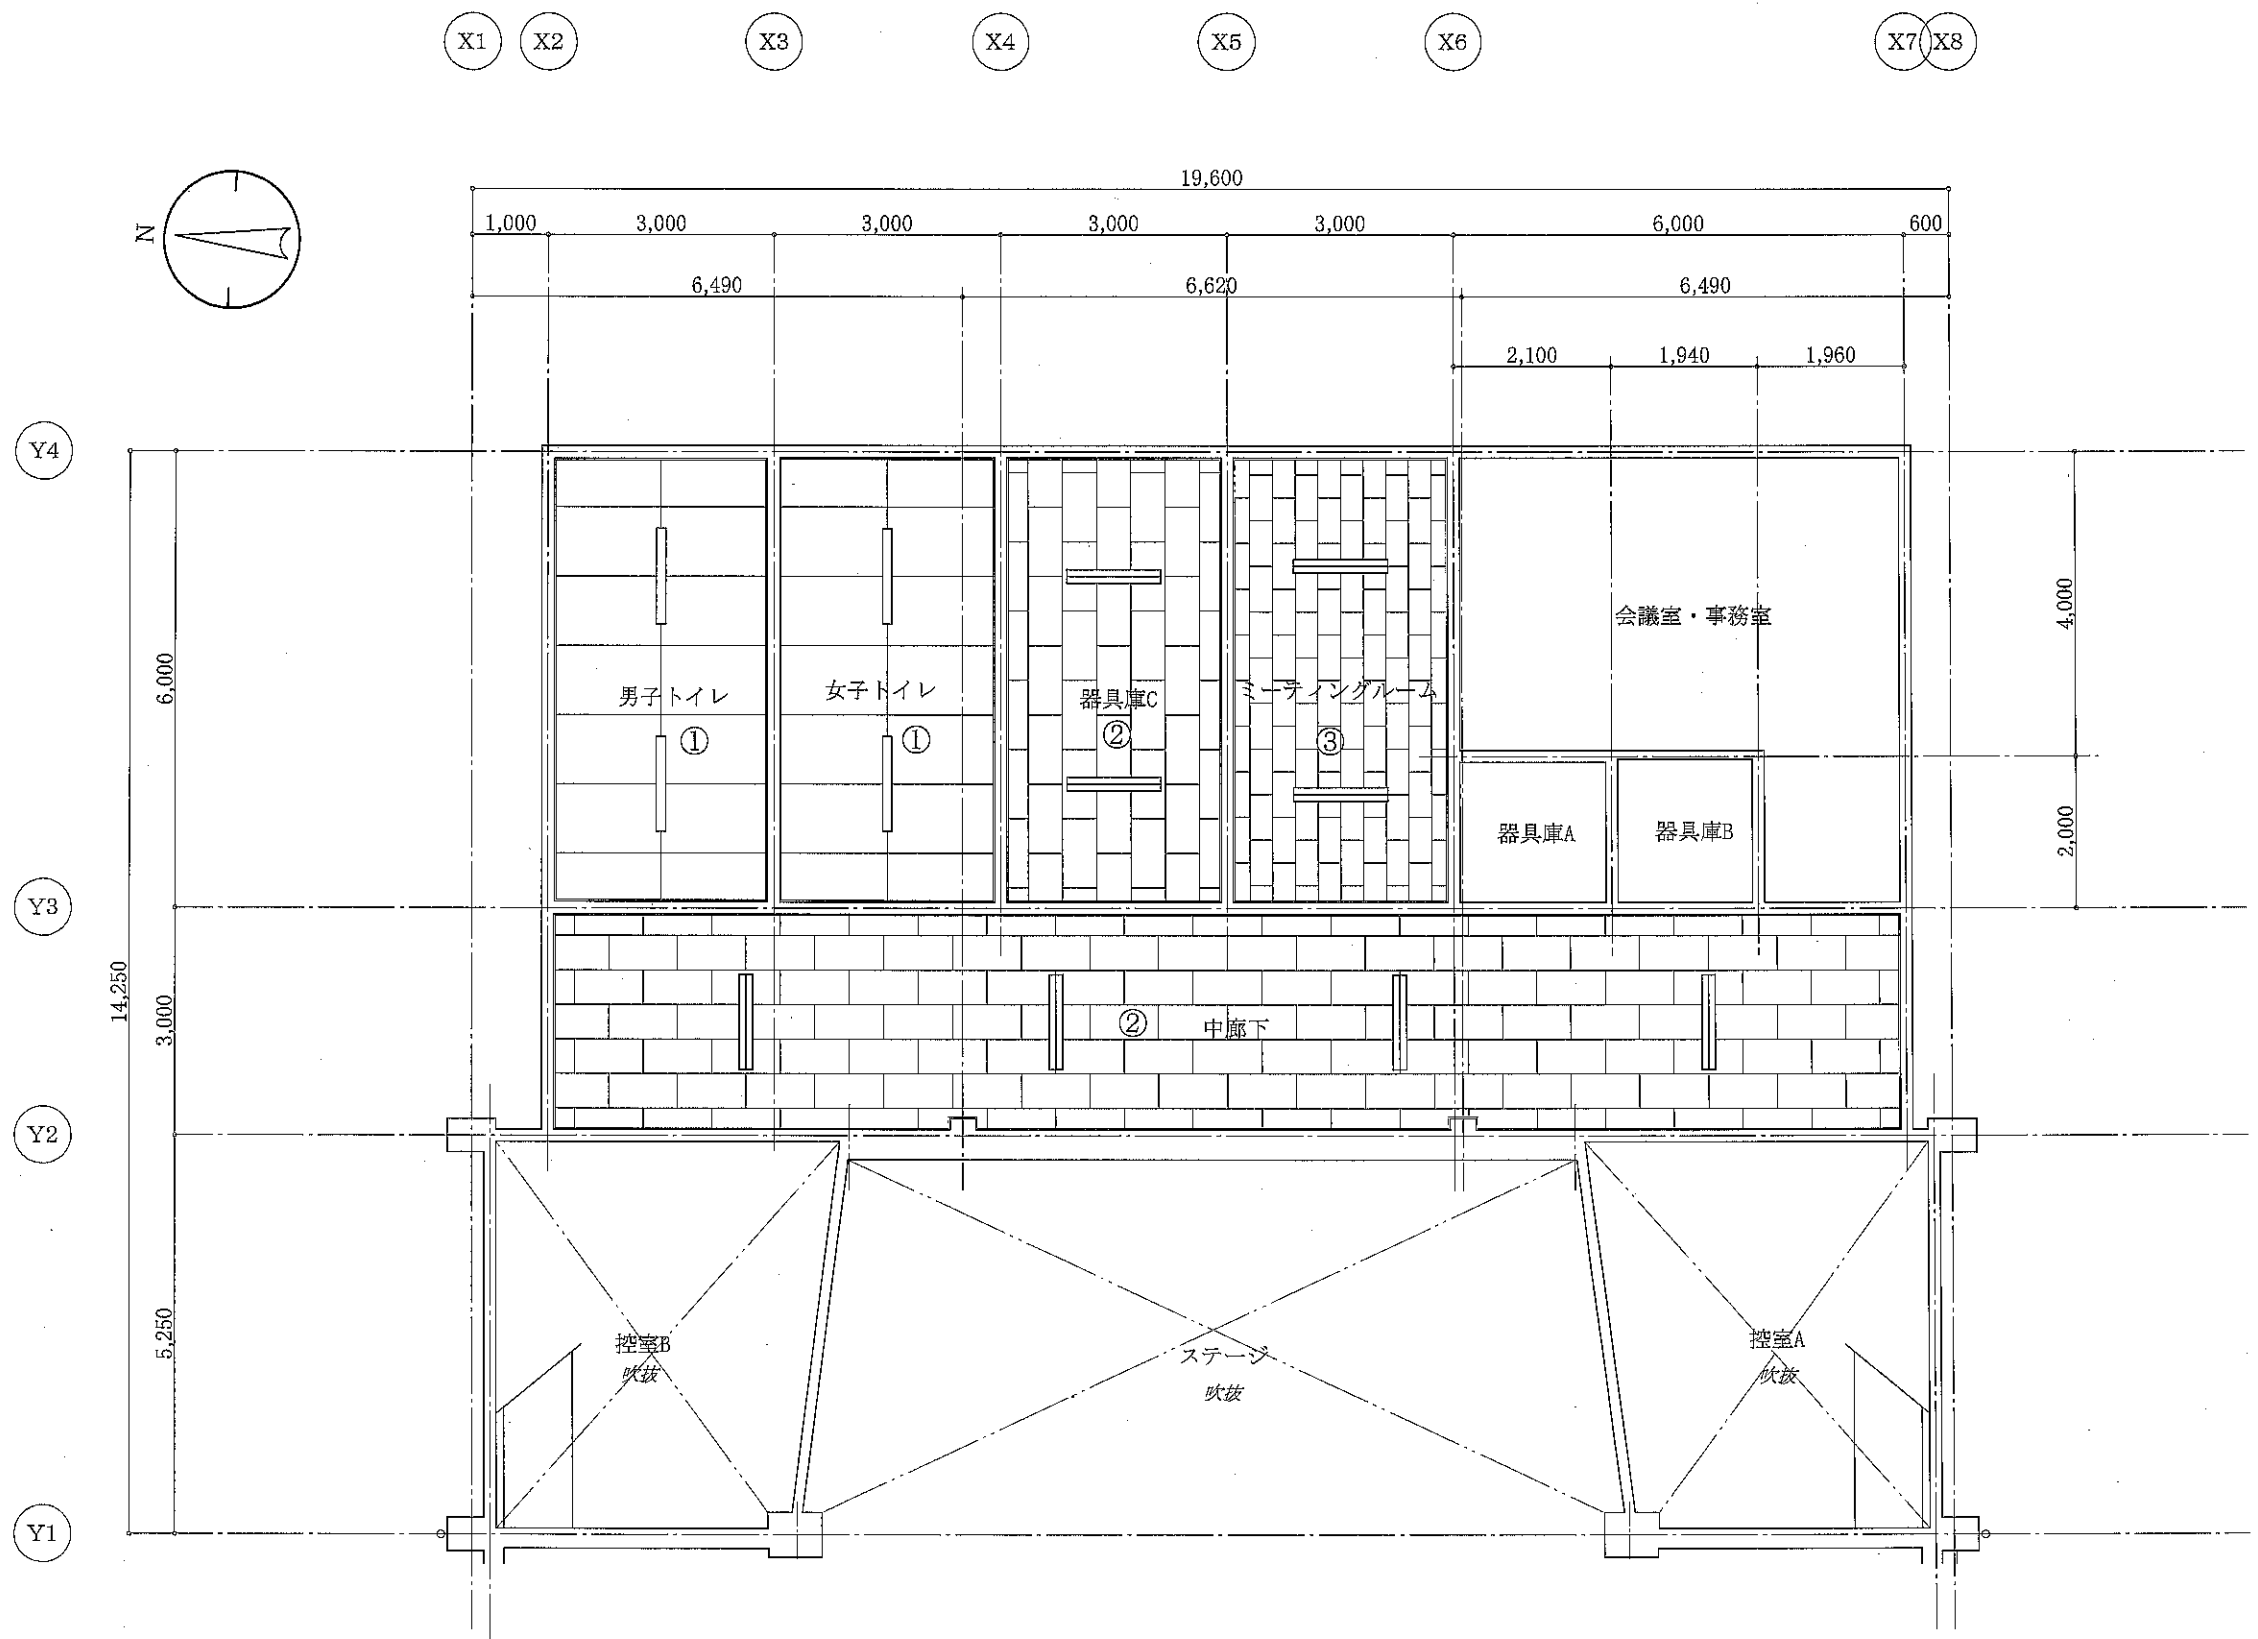 X1 X2 X3 X4 X5 X6 X7 X8
N
19,600
1,000 3,000 3,000 3,000 3,000 6,000 600
6,490 6,620 6,490
2,100 1,940 1,960
Y4
6,000
4,000
会議室・事務室
男子トイレ
女子トイレ
器具庫C
ミーティングルーム
① ① ② ③
器具庫A
器具庫B
2,000
Y3
14,250
3,000
② 中廊下
Y2
5,250
控室B
吹抜
ステージ
吹抜
控室A
吹抜
Y1